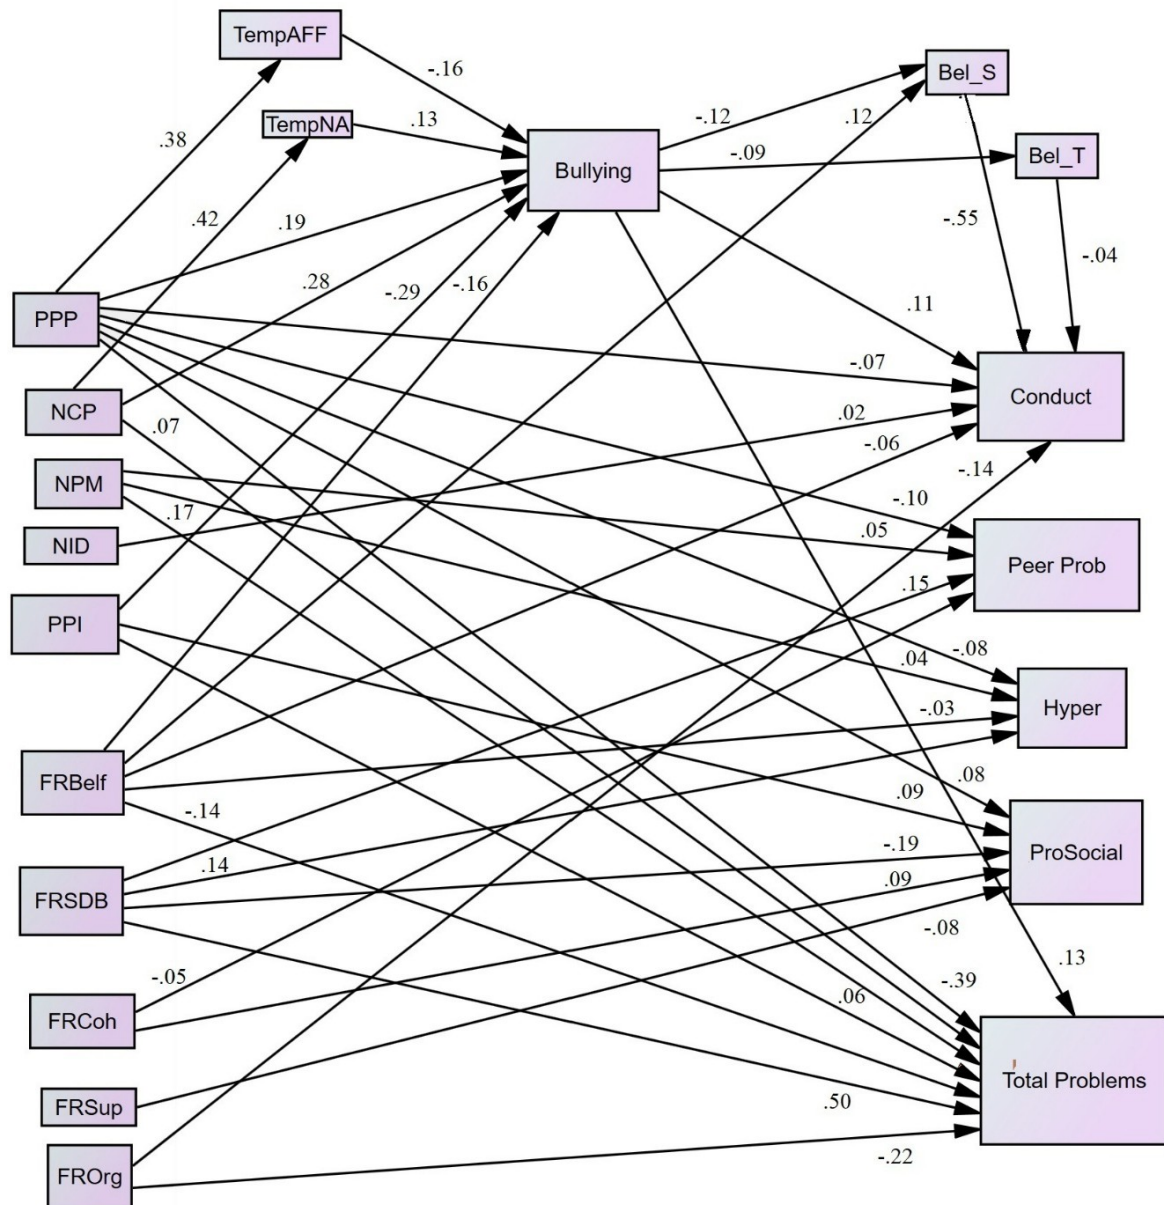 TempAFF
-.16
Bel_S
TempNA
.13
-.12
.12
.38
Bullying
-.09
Bel_T
.42
.19
-.55
-.04
.28
-.29
-.16
PPP
.11
-.07
Conduct
NCP
.07
.02
-.06
-.14
NPM
-.10
.17
.05
NID
Peer Prob
.15
PPI
-.08
.04
Hyper
-.03
FRBelf
.08
.09
-.14
ProSocial
-.19
.14
.09
FRSDB
-.08
.13
-.05
-.39
.06
FRCoh
Total Problems
.50
FRSup
-.22
FROrg